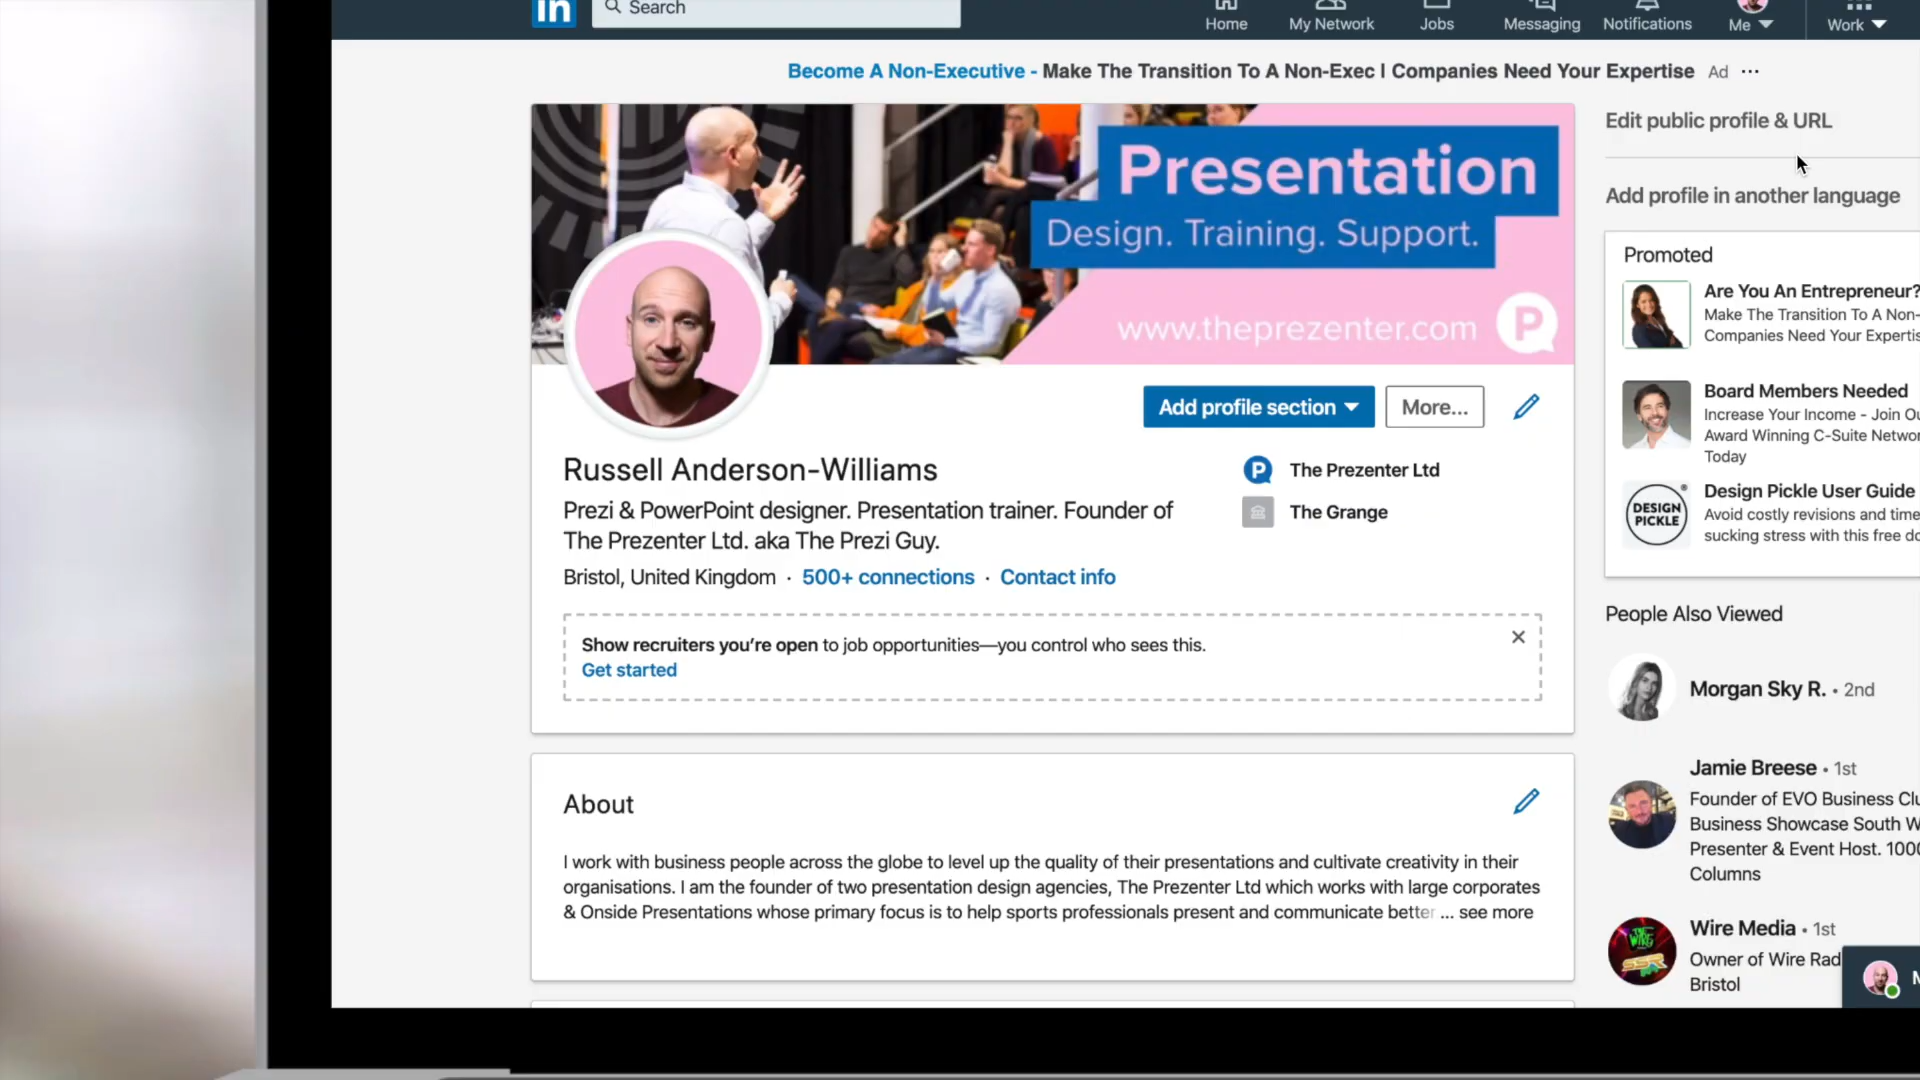 in
Search
Home
My Network
Jobs
Messaging
Notifications
Me
Work
Become A Non-Executive - Make The Transition To A Non-Exec I Companies Need Your Expertise Ad ...
Presentation
Design. Training. Support.
www.theprezenter.com
P
Edit public profile & URL
Add profile in another language
Add profile section
More...
Russell Anderson-Williams
Prezi & PowerPoint designer. Presentation trainer. Founder of
The Prezenter Ltd. aka The Prezi Guy.
Bristol, United Kingdom · 500+ connections · Contact info
P The Prezenter Ltd
The Grange
Show recruiters you're open to job opportunities—you control who sees this.
Get started
About
I work with business people across the globe to level up the quality of their presentations and cultivate creativity in their
organisations. I am the founder of two presentation design agencies, The Prezenter Ltd which works with large corporates
& Onside Presentations whose primary focus is to help sports professionals present and communicate better ... see more
Promoted
Are You An Entrepreneur?
Make The Transition To A Non-
Companies Need Your Expertis
Board Members Needed
Increase Your Income - Join Ou
Award Winning C-Suite Networ
Today
DESIGN
PICKLE
Design Pickle User Guide
Avoid costly revisions and time
sucking stress with this free do
People Also Viewed
Morgan Sky R. • 2nd
Jamie Breese • 1st
Founder of EVO Business Clu
Business Showcase South W
Presenter & Event Host. 1000
Columns
THE
WIRE
SSR
Wire Media • 1st
Owner of Wire Rad
Bristol